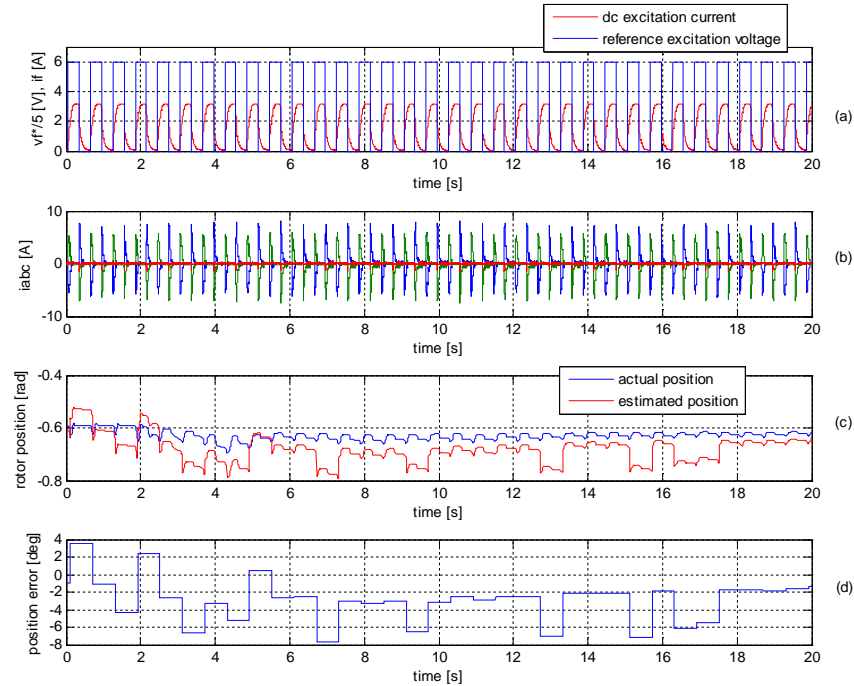 dc excitation current
reference excitation voltage
vf*/5 [V], if [A]
6
4
2
0
0 2 4 6 8 10 12 14 16 18 20
time [s]
(a)
iabc [A]
10
0
-10
0 2 4 6 8 10 12 14 16 18 20
time [s]
(b)
actual position
estimated position
rotor position [rad]
-0.4
-0.6
-0.8
0 2 4 6 8 10 12 14 16 18 20
time [s]
(c)
position error [deg]
4
2
0
-2
-4
-6
-8
0 2 4 6 8 10 12 14 16 18 20
time [s]
(d)